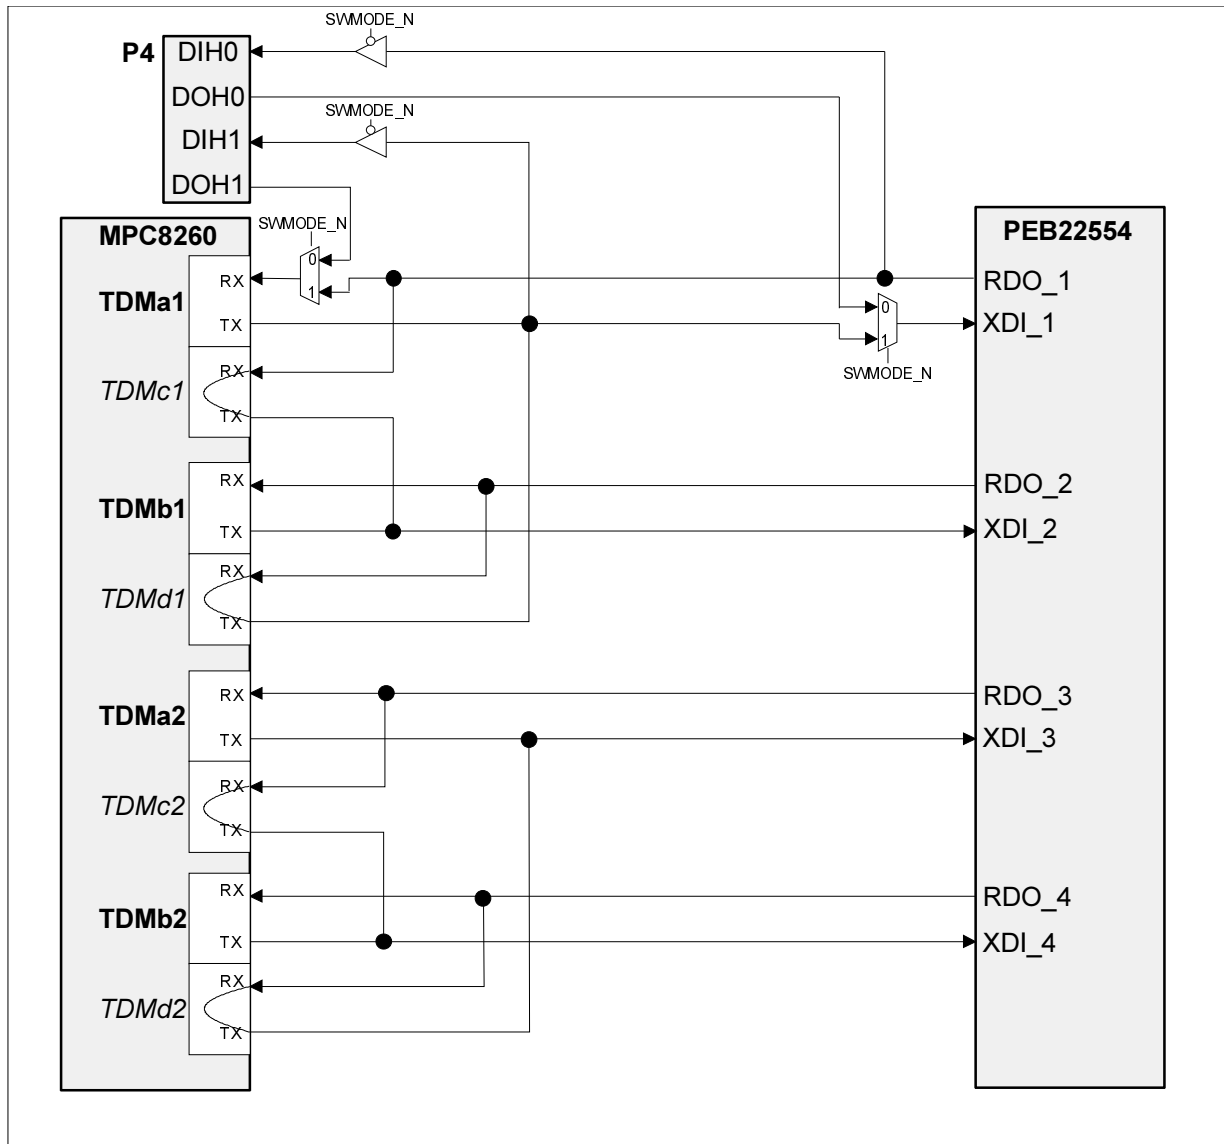 SWMODE_N
P4
DIH0
DOH0
SWMODE_N
DIH1
DOH1
SWMODE_N
MPC8260
PEB22554
0
RX
1
RDO_1
TDMa1
0
TX
XDI_1
1
SWMODE_N
RX
TDMc1
TX
RX
RDO_2
TDMb1
TX
XDI_2
RX
TDMd1
TX
RX
RDO_3
TDMa2
TX
XDI_3
RX
TDMc2
TX
RX
RDO_4
TDMb2
TX
XDI_4
RX
TDMd2
TX